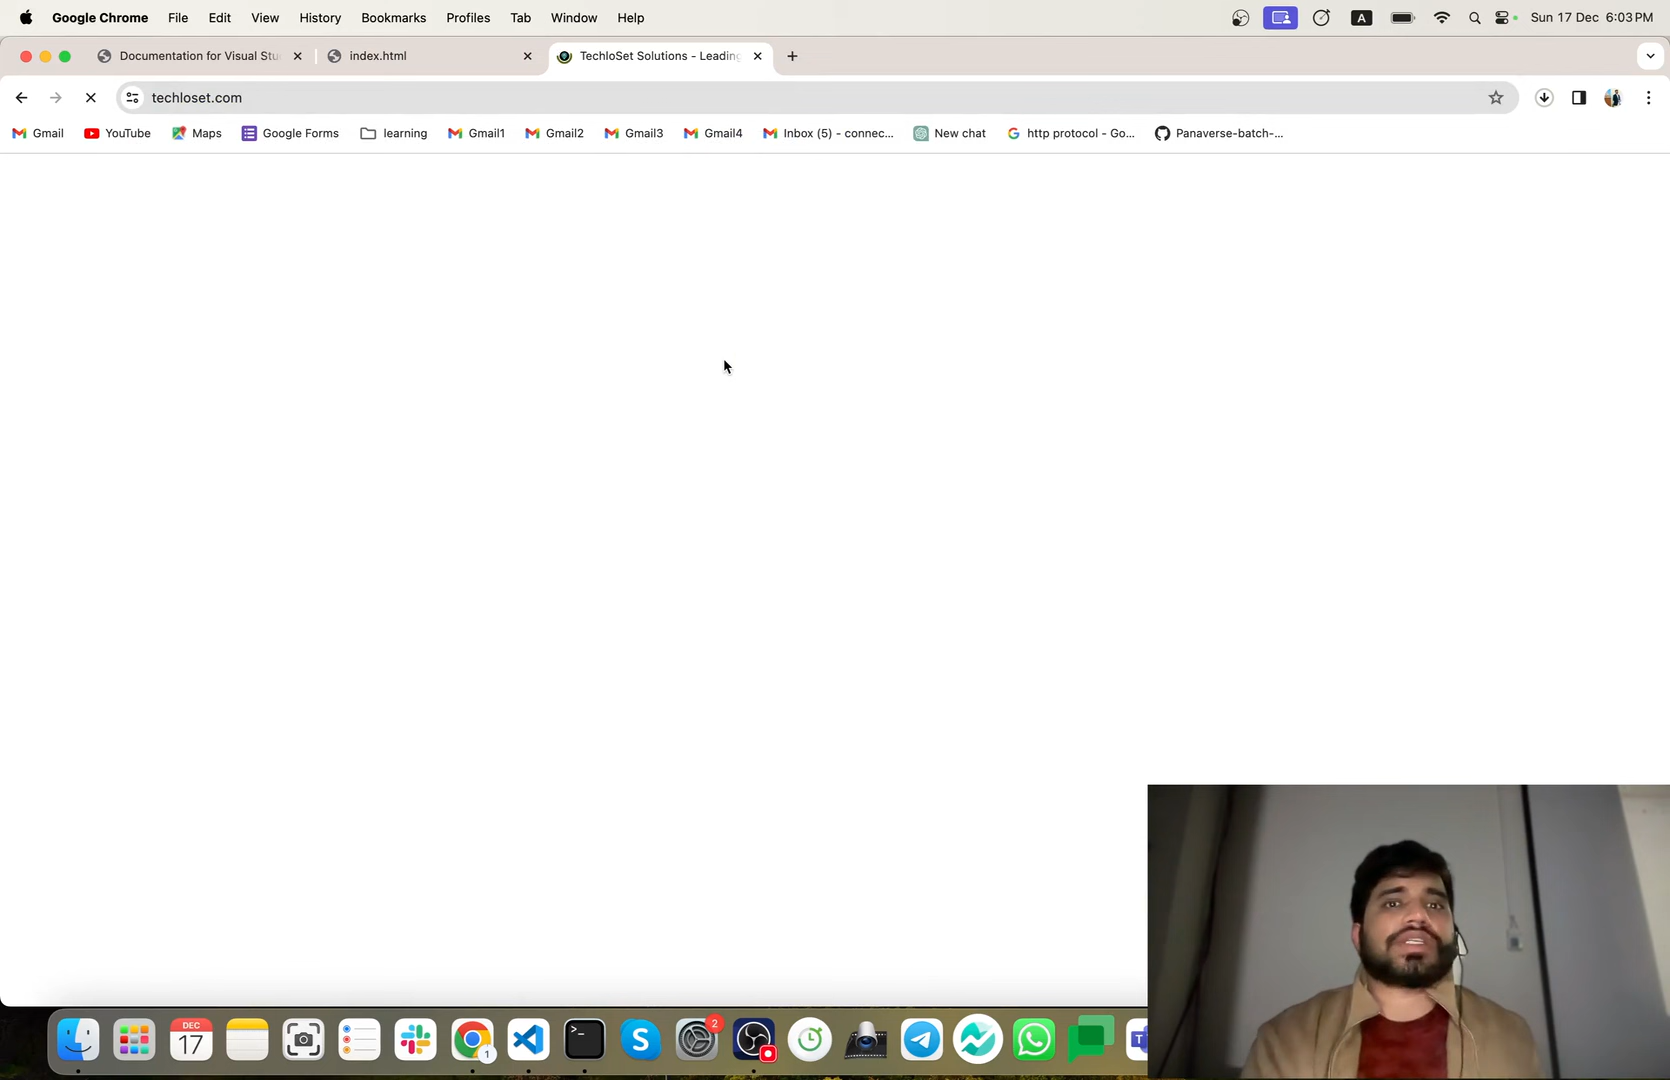 Google Chrome File Edit View History Bookmarks Profiles Tab Window Help A Sun 17 Dec 6:03 PM
Documentation for Visual Stu index.html TechloSet Solutions - Leading
techloset.com
Gmail YouTube Maps Google Forms learning Gmail1 Gmail2 Gmail3 Gmail4 Inbox (5) - connec... New chat http protocol - Go... Panaverse-batch-...
DEC
17
1
>_
S
2
T